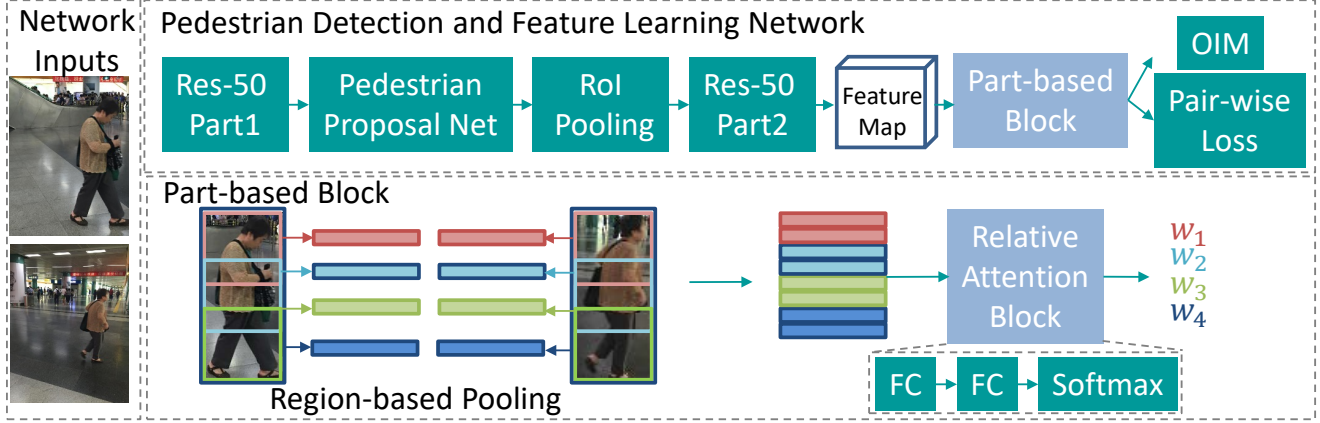 Network
Inputs
Pedestrian Detection and Feature Learning Network
Res-50
Part1
Pedestrian
Proposal Net
RoI
Pooling
Res-50
Part2
Feature
Map
Part-based
Block
OIM
Pair-wise
Loss
Part-based Block
Region-based Pooling
Relative
Attention
Block
w₁
w₂
w₃
w₄
FC
FC
Softmax